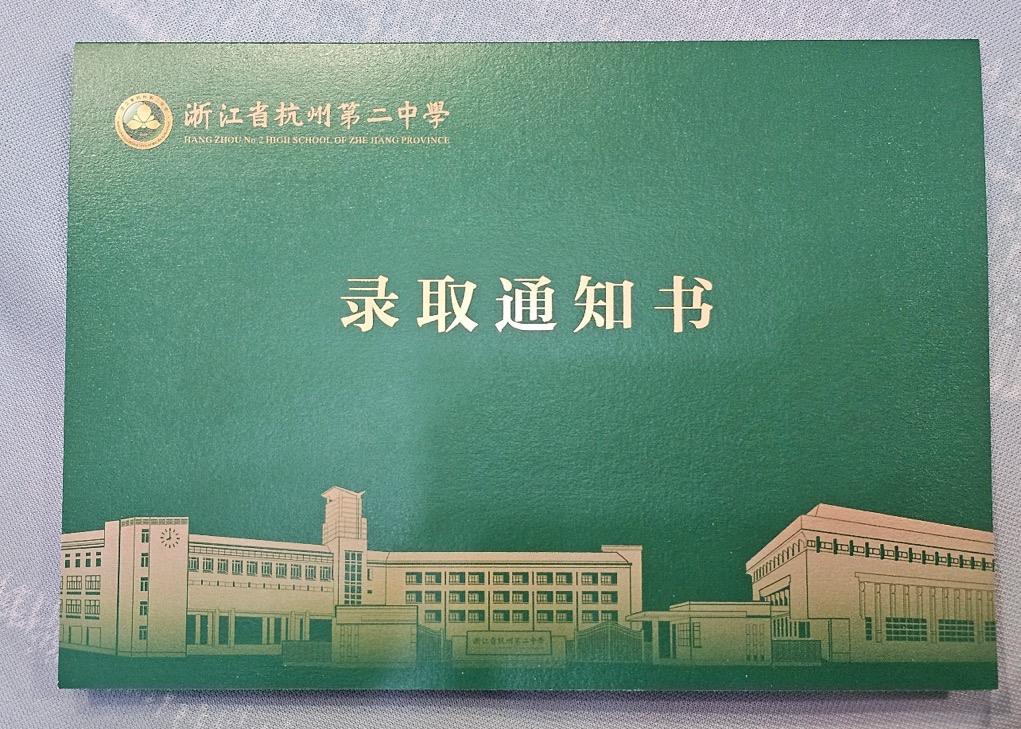 浙江省杭州第二中學
HANG ZHOU No 2 HIGH SCHOOL OF ZHE JIANG PROVINCE
录取通知书
浙江省杭州第二中学